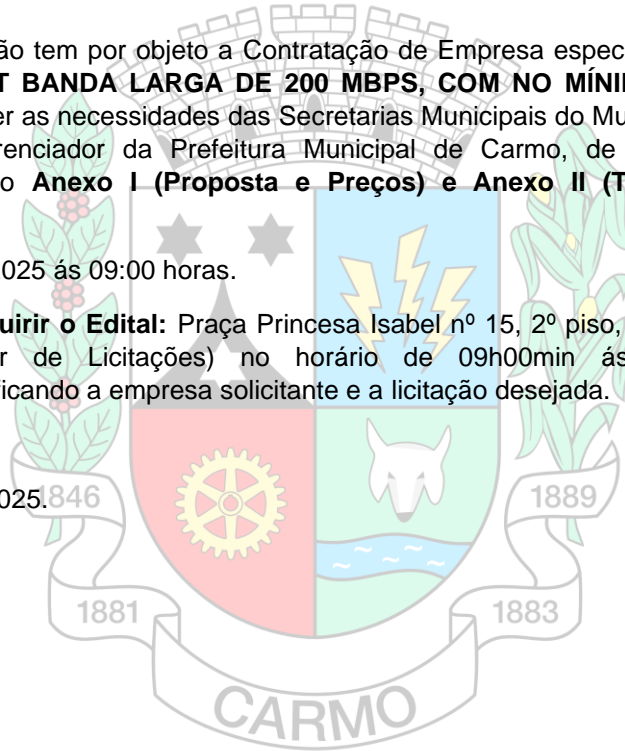 ão tem por objeto a Contratação de Empresa espec
T BANDA LARGA DE 200 MBPS, COM NO MÍNI
er as necessidades das Secretarias Municipais do Mu
renciador da Prefeitura Municipal de Carmo, de
o Anexo I (Proposta e Preços) e Anexo II (T
025 ás 09:00 horas.
uirir o Edital: Praça Princesa Isabel nº 15, 2º piso,
r de Licitações) no horário de 09h00min ás
ficando a empresa solicitante e a licitação desejada.
025.
1846
1889
1881
1883
CARMO